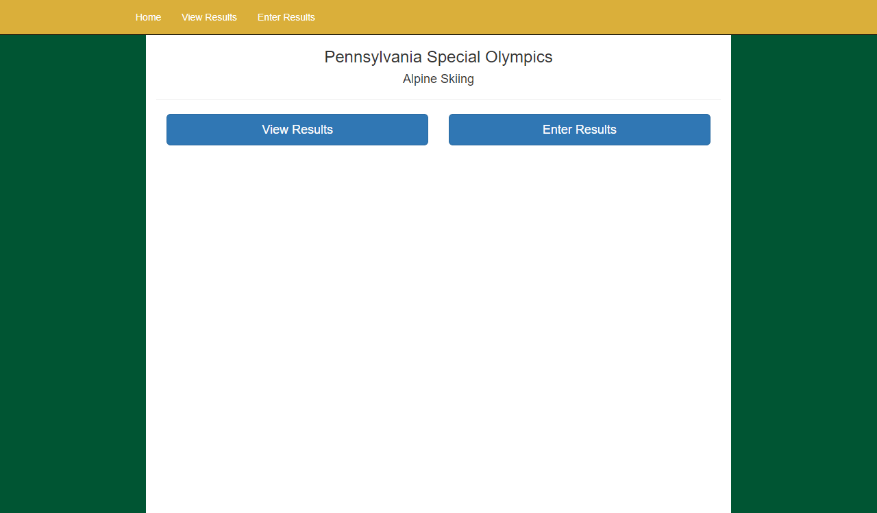 Home View Results Enter Results
Pennsylvania Special Olympics
Alpine Skiing
View Results Enter Results